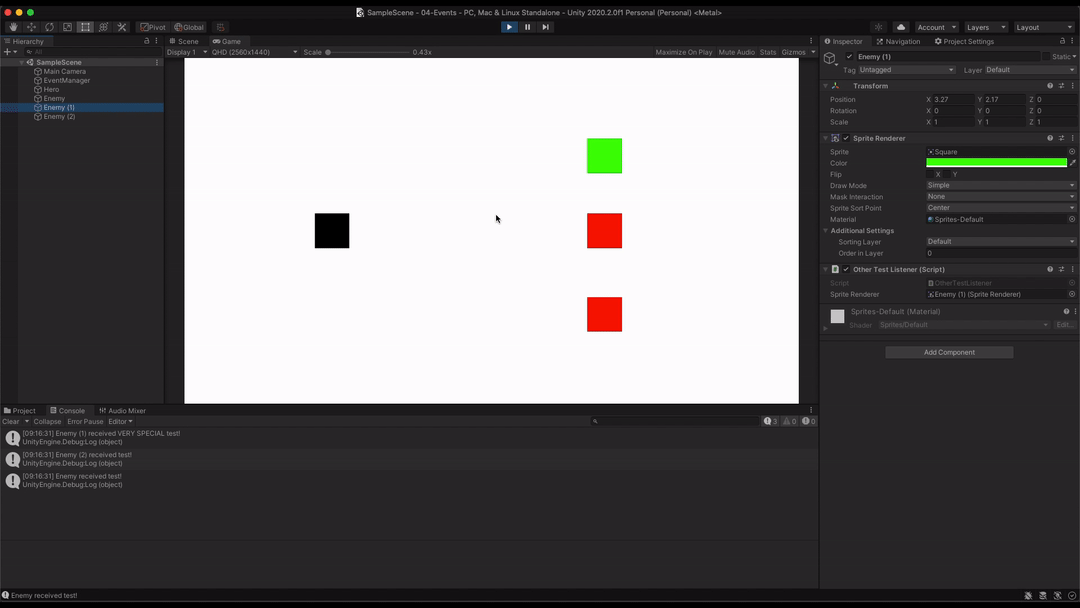 SampleScene - 04-Events - PC, Mac & Linux Standalone - Unity 2020.2.0f1 Personal (Personal) <Metal>
Pivot Global Account Layers Layout
Hierarchy Scene Game Inspector Navigation Project Settings
All Display 1 QHD (2560x1440) Scale 0.43x Maximize On Play Mute Audio Stats Gizmos
SampleScene
Main Camera
EventManager
Hero
Enemy
Enemy (1)
Enemy (2)
Enemy (1) Static
Tag Untagged Layer Default
Transform
Position X 3.27 Y 2.17 Z 0
Rotation X 0 Y 0 Z 0
Scale X 1 Y 1 Z 1
Sprite Renderer
Sprite Square
Color
Flip X Y
Draw Mode Simple
Mask Interaction None
Sprite Sort Point Center
Material Sprites-Default
Additional Settings
Sorting Layer Default
Order in Layer 0
Other Test Listener (Script)
Script OtherTestListener
Sprite Renderer Enemy (1) (Sprite Renderer)
Sprites-Default (Material)
Shader Sprites/Default Edit...
Add Component
Project Console Audio Mixer
Clear Collapse Error Pause Editor 3 0 0
[09:16:31] Enemy (1) received VERY SPECIAL test!
UnityEngine.Debug:Log (object)
[09:16:31] Enemy (2) received test!
UnityEngine.Debug:Log (object)
[09:16:31] Enemy received test!
UnityEngine.Debug:Log (object)
Enemy received test!